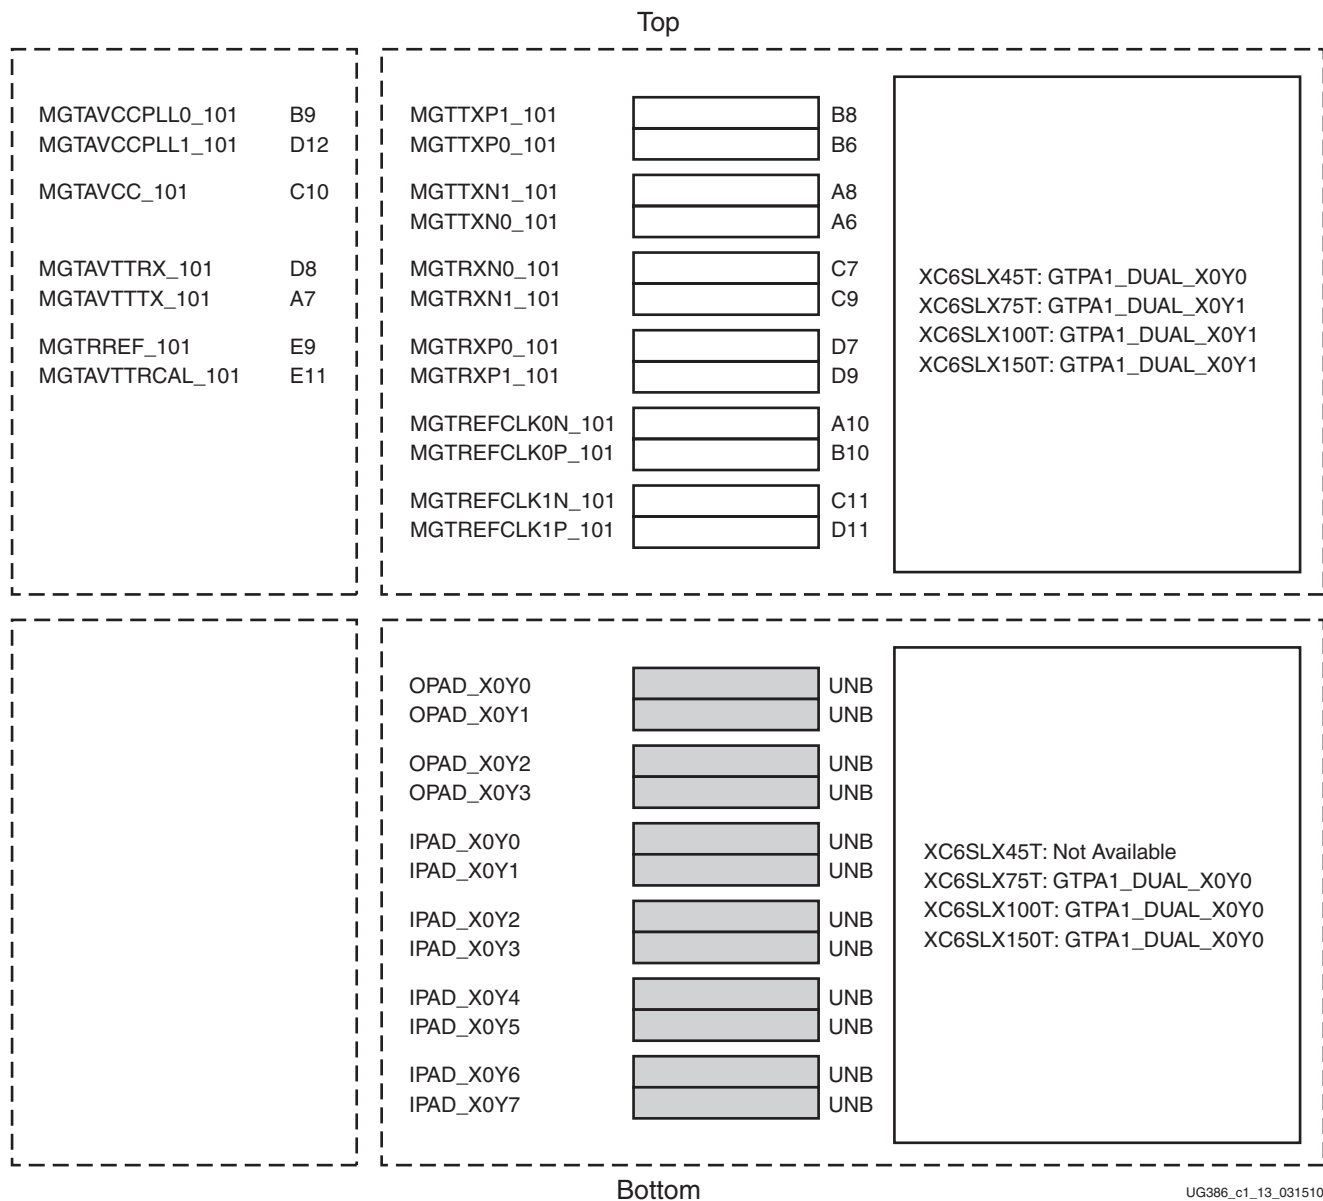 Top
MGTAVCCPLL0_101 B9
MGTAVCCPLL1_101 D12
MGTAVCC_101 C10
MGTAVTTRX_101 D8
MGTAVTTTX_101 A7
MGTRREF_101 E9
MGTAVTTRCAL_101 E11
MGTTXP1_101 B8
MGTTXP0_101 B6
MGTTXN1_101 A8
MGTTXN0_101 A6
MGTRXN0_101 C7
MGTRXN1_101 C9
MGTRXP0_101 D7
MGTRXP1_101 D9
MGTREFCLK0N_101 A10
MGTREFCLK0P_101 B10
MGTREFCLK1N_101 C11
MGTREFCLK1P_101 D11
XC6SLX45T: GTPA1_DUAL_X0Y0
XC6SLX75T: GTPA1_DUAL_X0Y1
XC6SLX100T: GTPA1_DUAL_X0Y1
XC6SLX150T: GTPA1_DUAL_X0Y1
OPAD_X0Y0 UNB
OPAD_X0Y1 UNB
OPAD_X0Y2 UNB
OPAD_X0Y3 UNB
IPAD_X0Y0 UNB
IPAD_X0Y1 UNB
IPAD_X0Y2 UNB
IPAD_X0Y3 UNB
IPAD_X0Y4 UNB
IPAD_X0Y5 UNB
IPAD_X0Y6 UNB
IPAD_X0Y7 UNB
XC6SLX45T: Not Available
XC6SLX75T: GTPA1_DUAL_X0Y0
XC6SLX100T: GTPA1_DUAL_X0Y0
XC6SLX150T: GTPA1_DUAL_X0Y0
Bottom
UG386_c1_13_031510